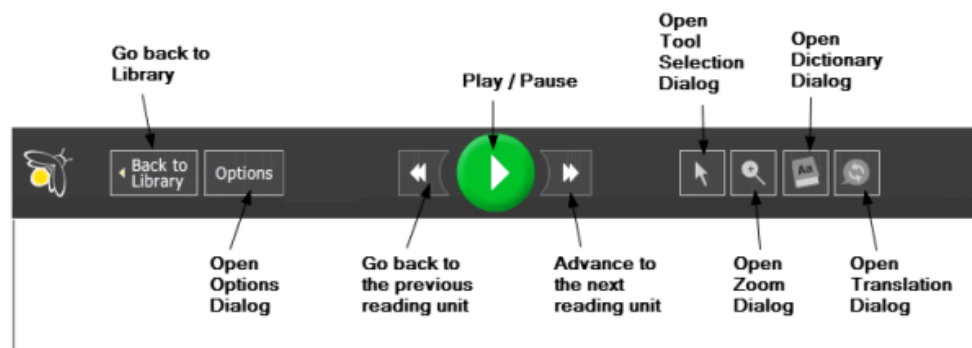 Go back to
Library
Play / Pause
Open
Tool
Selection
Dialog
Open
Dictionary
Dialog
Back to
Library
Options
Aa
Open
Options
Dialog
Go back to
the previous
reading unit
Advance to
the next
reading unit
Open
Zoom
Dialog
Open
Translation
Dialog